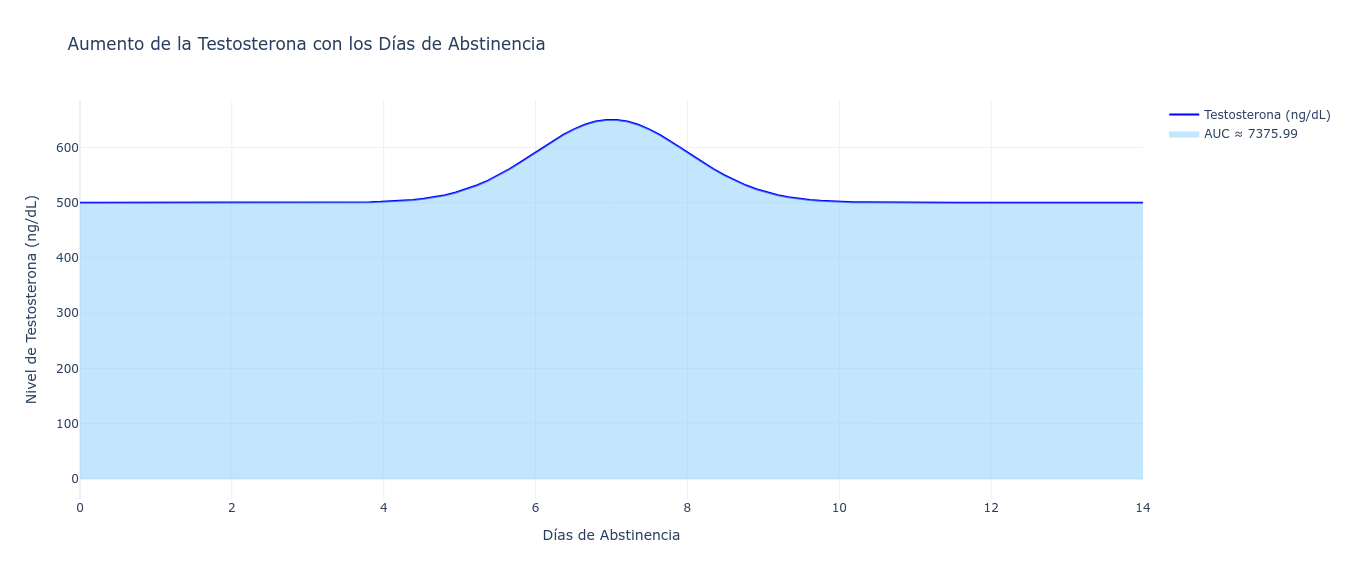 Aumento de la Testosterona con los Días de Abstinencia
Testosterona (ng/dL)
AUC ≈ 7375.99
Nivel de Testosterona (ng/dL)
600
500
400
300
200
100
0
0 2 4 6 8 10 12 14
Días de Abstinencia